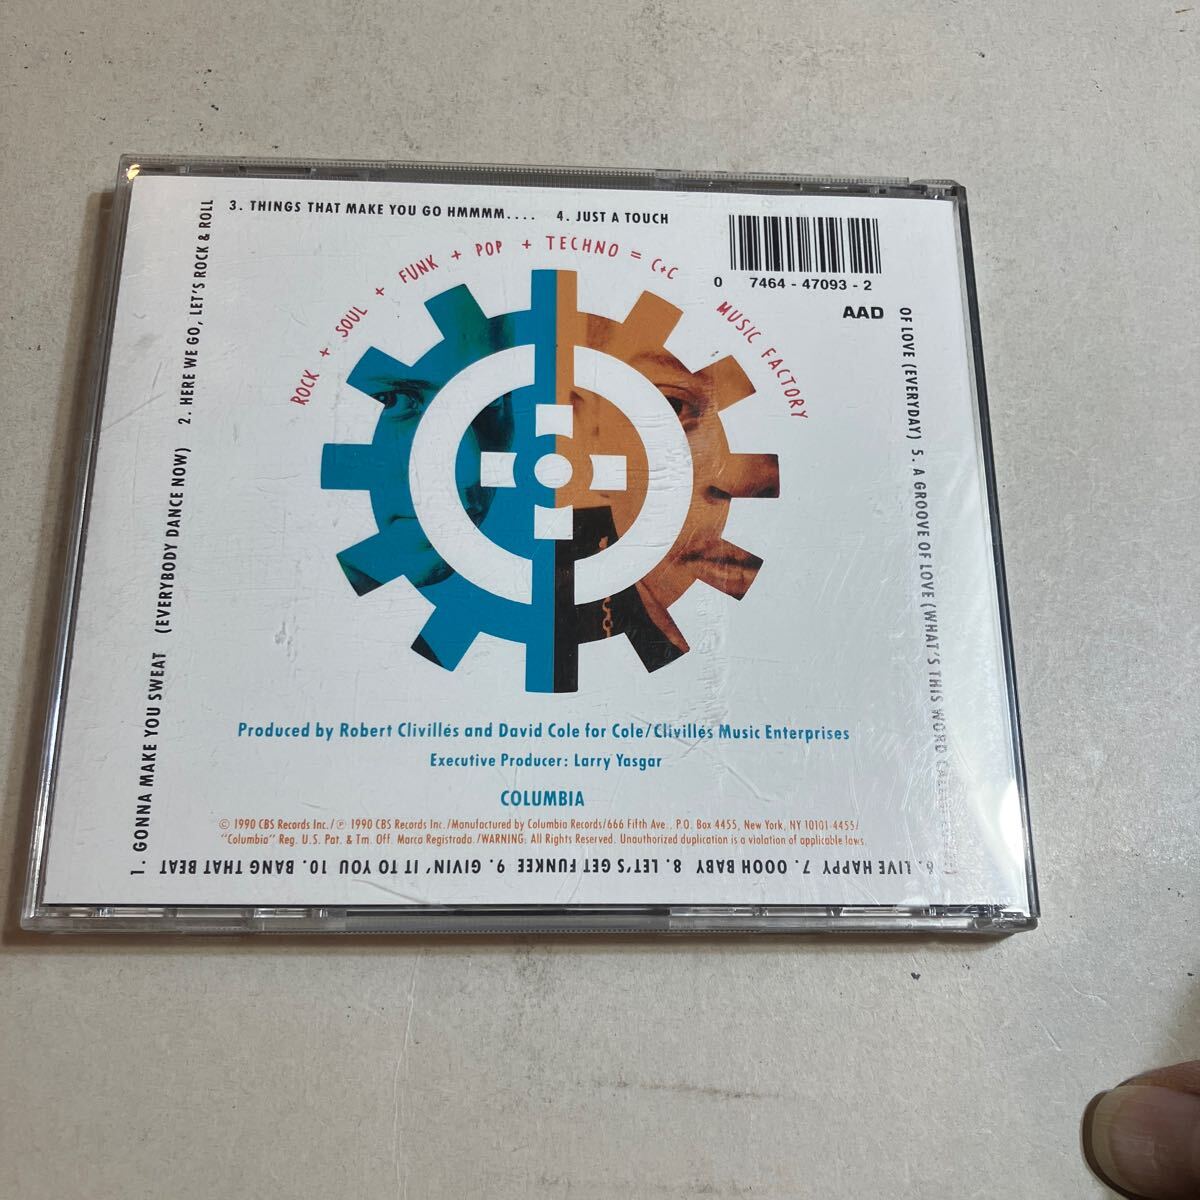 1. GONNA MAKE YOU SWEAT (EVERYBODY DANCE NOW) 2. HERE WE GO, LET'S ROCK & ROLL
3. THINGS THAT MAKE YOU GO HMMMM.... 4. JUST A TOUCH
OF LOVE (EVERYDAY) 5. A GROOVE OF LOVE (WHAT'S THIS WORD
6. LIVE HAPPY 7. OOOH BABY 8. LET'S GET FUNKEE 9. GIVIN' IT TO YOU 10. BANG THAT BEAT
0 7464-47093-2
AAD
ROCK + SOUL + FUNK + POP + TECHNO = C+C MUSIC FACTORY
Produced by Robert Clivillés and David Cole for Cole/Clivillés Music Enterprises
Executive Producer: Larry Yasgar
COLUMBIA
© 1990 CBS Records Inc./℗ 1990 CBS Records Inc./Manufactured by Columbia Records/666 Fifth Ave., P.O. Box 4455, New York, NY 10101-4455/
"Columbia" Reg. U.S. Pat. & Tm. Off. Marca Registrada./WARNING: All Rights Reserved. Unauthorized duplication is a violation of applicable laws.